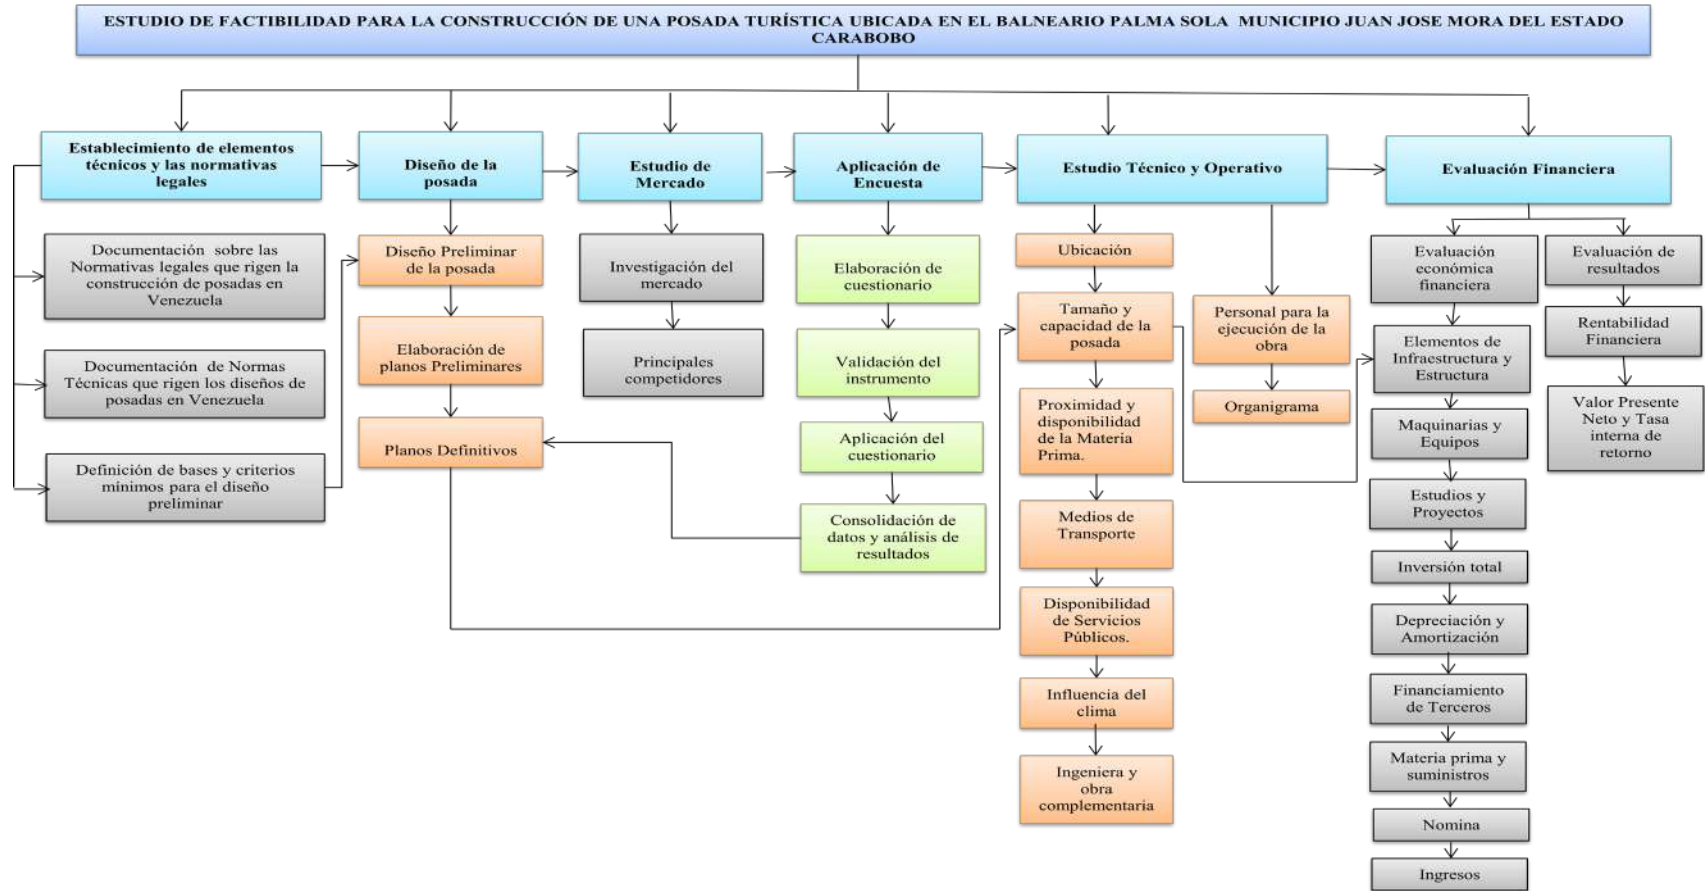 ESTUDIO DE FACTIBILIDAD PARA LA CONSTRUCCIÓN DE UNA POSADA TURÍSTICA UBICADA EN EL BALNEARIO PALMA SOLA MUNICIPIO JUAN JOSE MORA DEL ESTADO
CARABOBO
Establecimiento de elementos
técnicos y las normativas
legales
Documentación sobre las
Normativas legales que rigen la
construcción de posadas en
Venezuela
Documentación de Normas
Técnicas que rigen los diseños de
posadas en Venezuela
Definición de bases y criterios
mínimos para el diseño
preliminar
Diseño de la
posada
Diseño Preliminar
de la posada
Elaboración de
planos Preliminares
Planos Definitivos
Estudio de
Mercado
Investigación del
mercado
Principales
competidores
Aplicación de
Encuesta
Elaboración de
cuestionario
Validación del
instrumento
Aplicación del
cuestionario
Consolidación de
datos y análisis de
resultados
Estudio Técnico y Operativo
Ubicación
Tamaño y
capacidad de la
posada
Proximidad y
disponibilidad
de la Materia
Prima.
Medios de
Transporte
Disponibilidad
de Servicios
Públicos.
Influencia del
clima
Ingeniera y
obra
complementaria
Personal para la
ejecución de la
obra
Organigrama
Evaluación Financiera
Evaluación
económica
financiera
Elementos de
Infraestructura y
Estructura
Maquinarias y
Equipos
Estudios y
Proyectos
Inversión total
Depreciación y
Amortización
Financiamiento
de Terceros
Materia prima y
suministros
Nomina
Ingresos
Evaluación de
resultados
Rentabilidad
Financiera
Valor Presente
Neto y Tasa
interna de
retorno